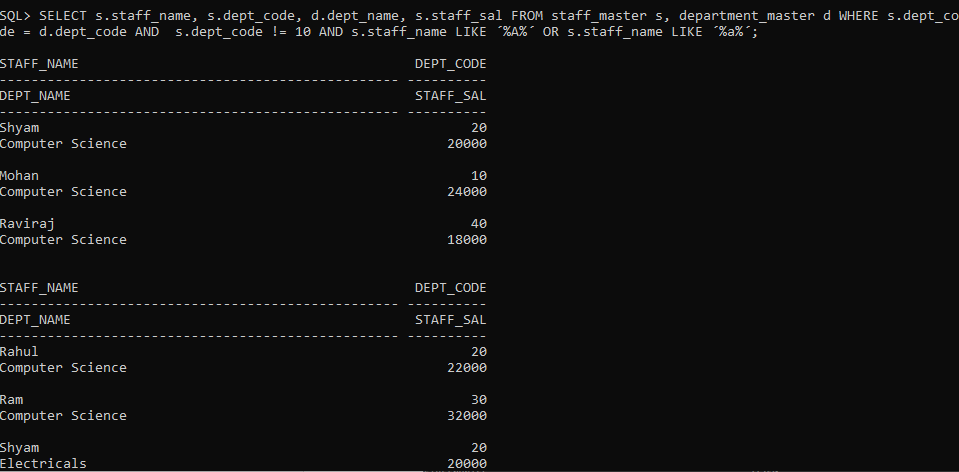 SQL> SELECT s.staff_name, s.dept_code, d.dept_name, s.staff_sal FROM staff_master s, department_master d WHERE s.dept_co
de = d.dept_code AND  s.dept_code != 10 AND s.staff_name LIKE ´%A%´ OR s.staff_name LIKE ´%a%´;
STAFF_NAME                                          DEPT_CODE
-------------------------------------------------- ----------
DEPT_NAME                                           STAFF_SAL
-------------------------------------------------- ----------
Shyam                                                      20
Computer Science                                        20000
Mohan                                                      10
Computer Science                                        24000
Raviraj                                                    40
Computer Science                                        18000
STAFF_NAME                                          DEPT_CODE
-------------------------------------------------- ----------
DEPT_NAME                                           STAFF_SAL
-------------------------------------------------- ----------
Rahul                                                      20
Computer Science                                        22000
Ram                                                        30
Computer Science                                        32000
Shyam                                                      20
Electricals                                             20000